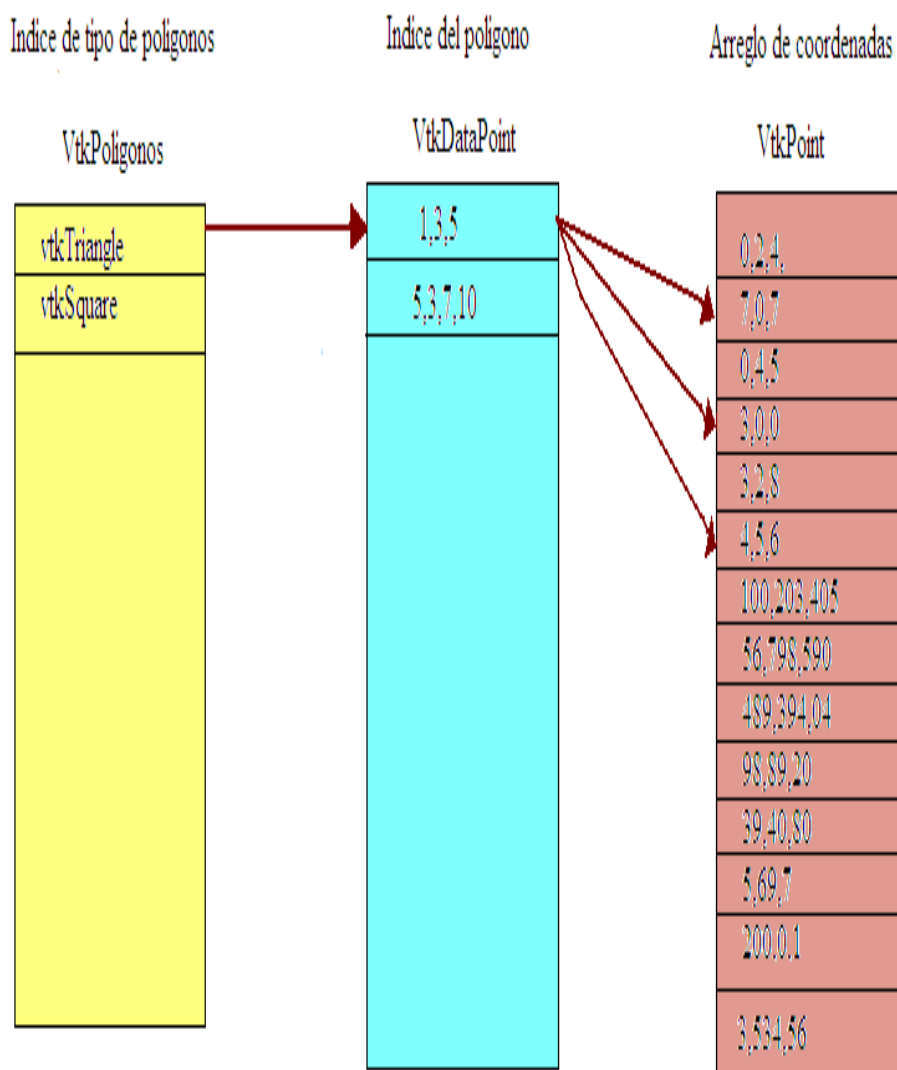 Indice de tipo de poligonos
Indice del poligono
Arreglo de coordenadas
VtkPoligonos
VtkDataPoint
VtkPoint
vtkTriangle
vtkSquare
1,3,5
5,3,7,10
0,2,4,
7,0,7
0,4,5
3,0,0
3,2,8
4,5,6
100,203,405
56,798,590
489,394,04
98,89,20
39,40,80
5,69,7
200.0.1
3,534,56